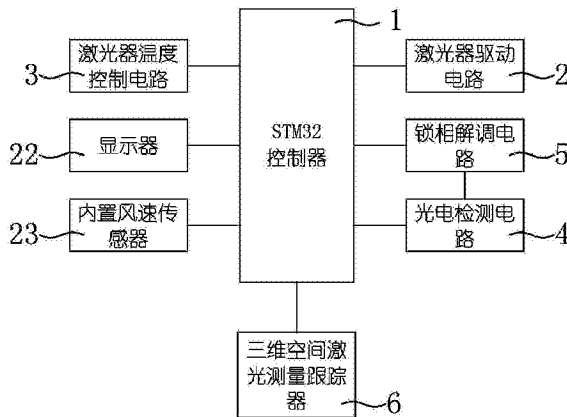 1
激光器温度
控制电路
3
激光器驱动
电路
2
STM32
控制器
显示器
22
锁相解调电
路
5
内置风速传
感器
23
光电检测电
路
4
三维空间激
光测量跟踪
器
6